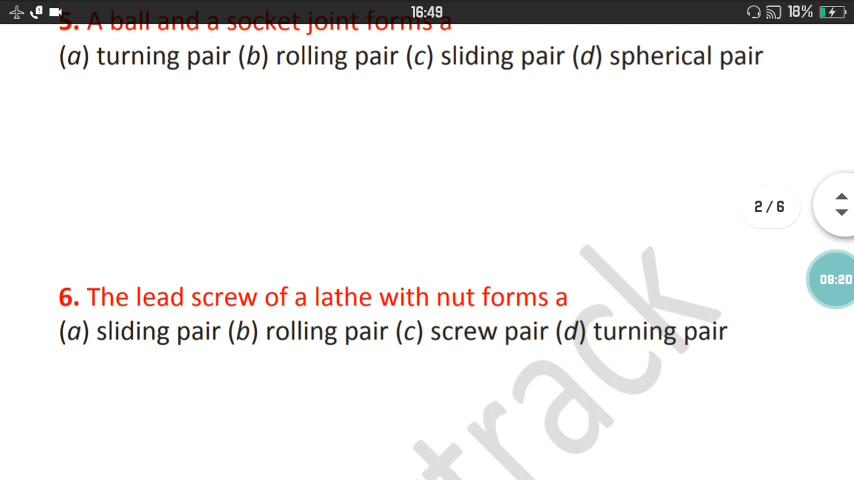 16:49
18%
5. A ball and a socket joint forms a
(a) turning pair (b) rolling pair (c) sliding pair (d) spherical pair
2 / 6
08:20
6. The lead screw of a lathe with nut forms a
(a) sliding pair (b) rolling pair (c) screw pair (d) turning pair
track